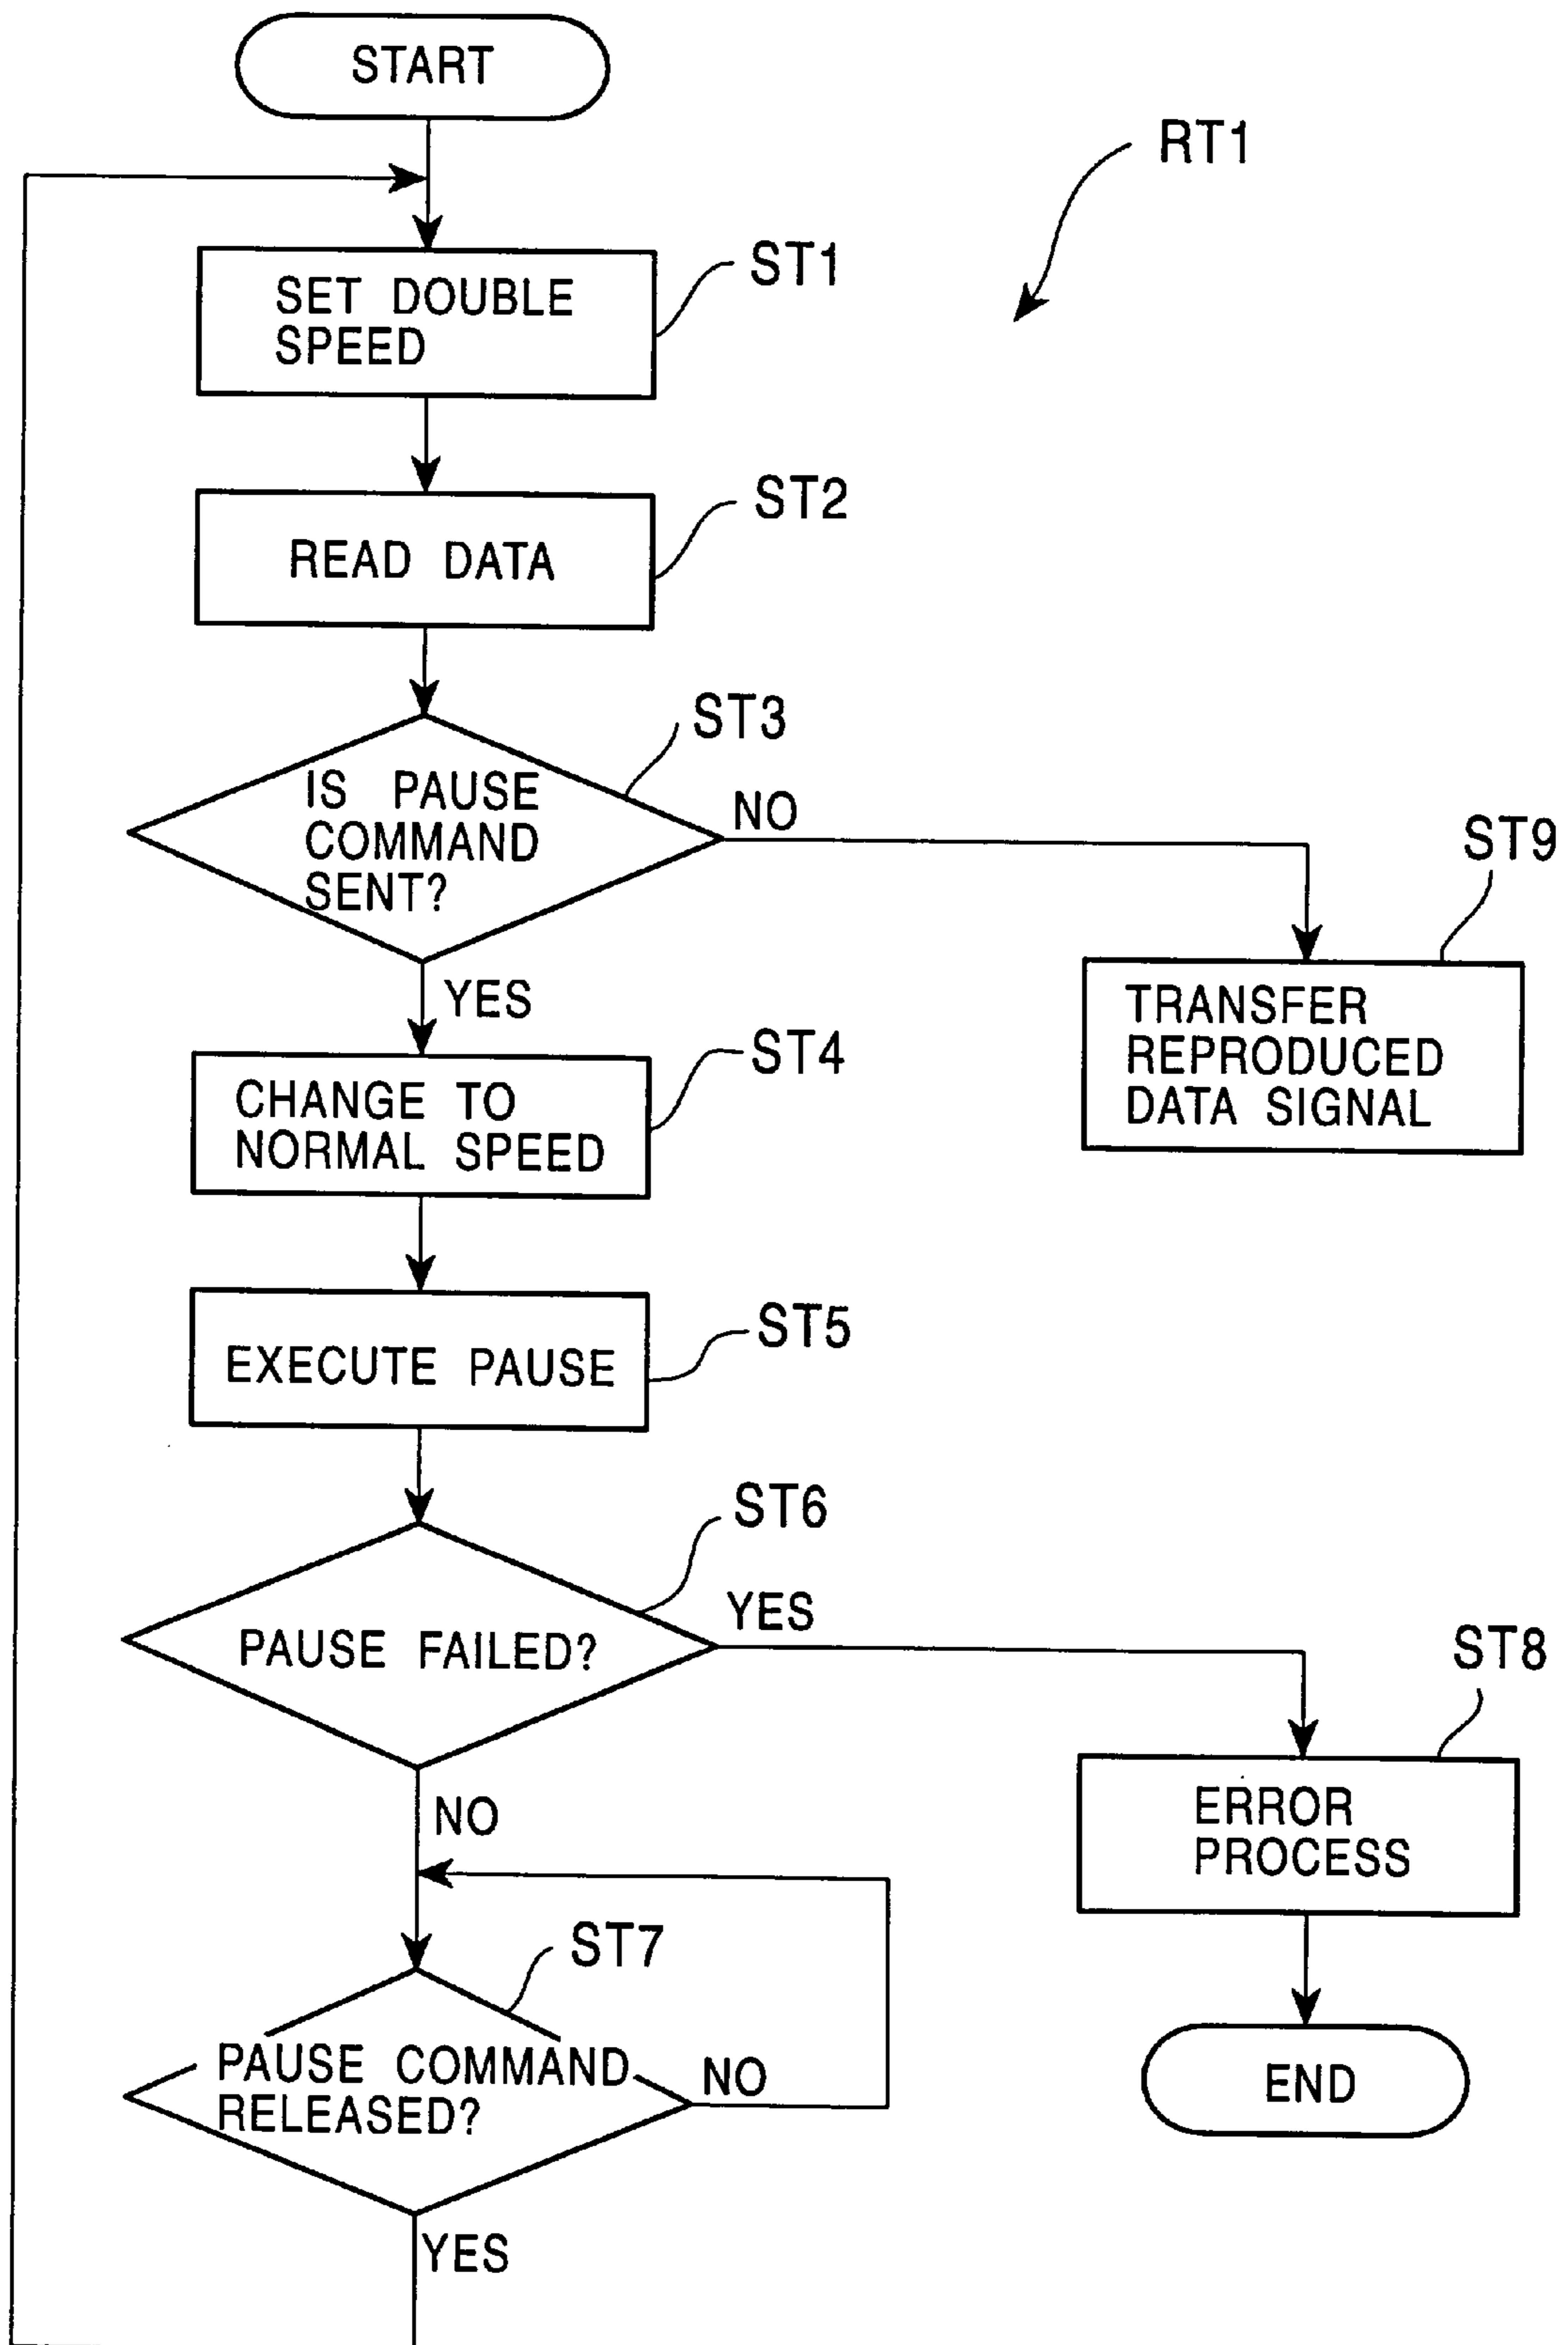 START
RT1
ST1
SET DOUBLE
SPEED
ST2
READ DATA
ST3
IS PAUSE
COMMAND
SENT?
NO
ST9
TRANSFER
REPRODUCED
DATA SIGNAL
YES
ST4
CHANGE TO
NORMAL SPEED
ST5
EXECUTE PAUSE
ST6
PAUSE FAILED?
YES
ST8
ERROR
PROCESS
NO
ST7
PAUSE COMMAND
RELEASED?
NO
END
YES